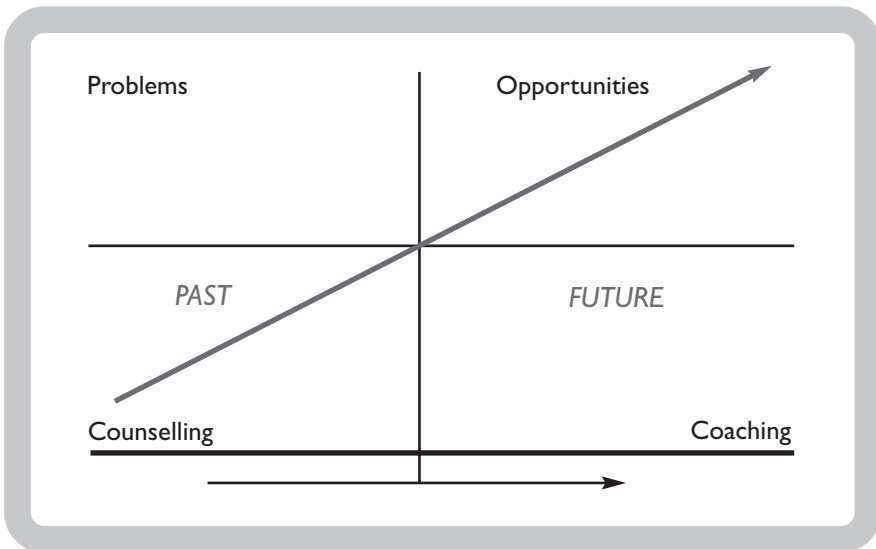 Problems
Opportunities
PAST
FUTURE
Counselling
Coaching